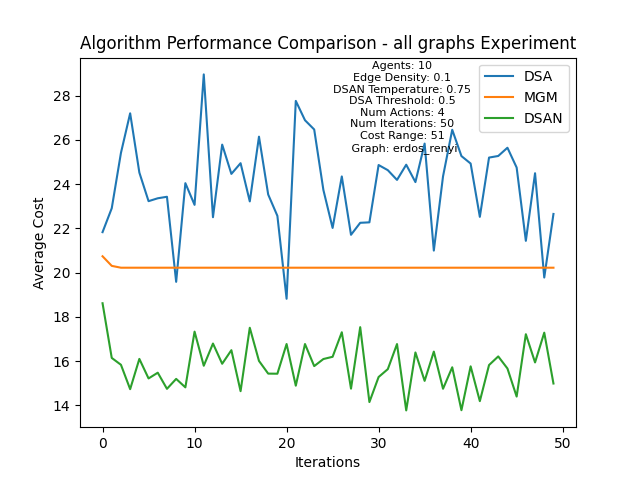 Algorithm Performance Comparison - all graphs Experiment
Agents: 10
Edge Density: 0.1
DSAN Temperature: 0.75
DSA Threshold: 0.5
Num Actions: 4
Num Iterations: 50
Cost Range: 51
Graph: erdos_renyi
DSA
MGM
DSAN
Average Cost
28
26
24
22
20
18
16
14
0 10 20 30 40 50
Iterations